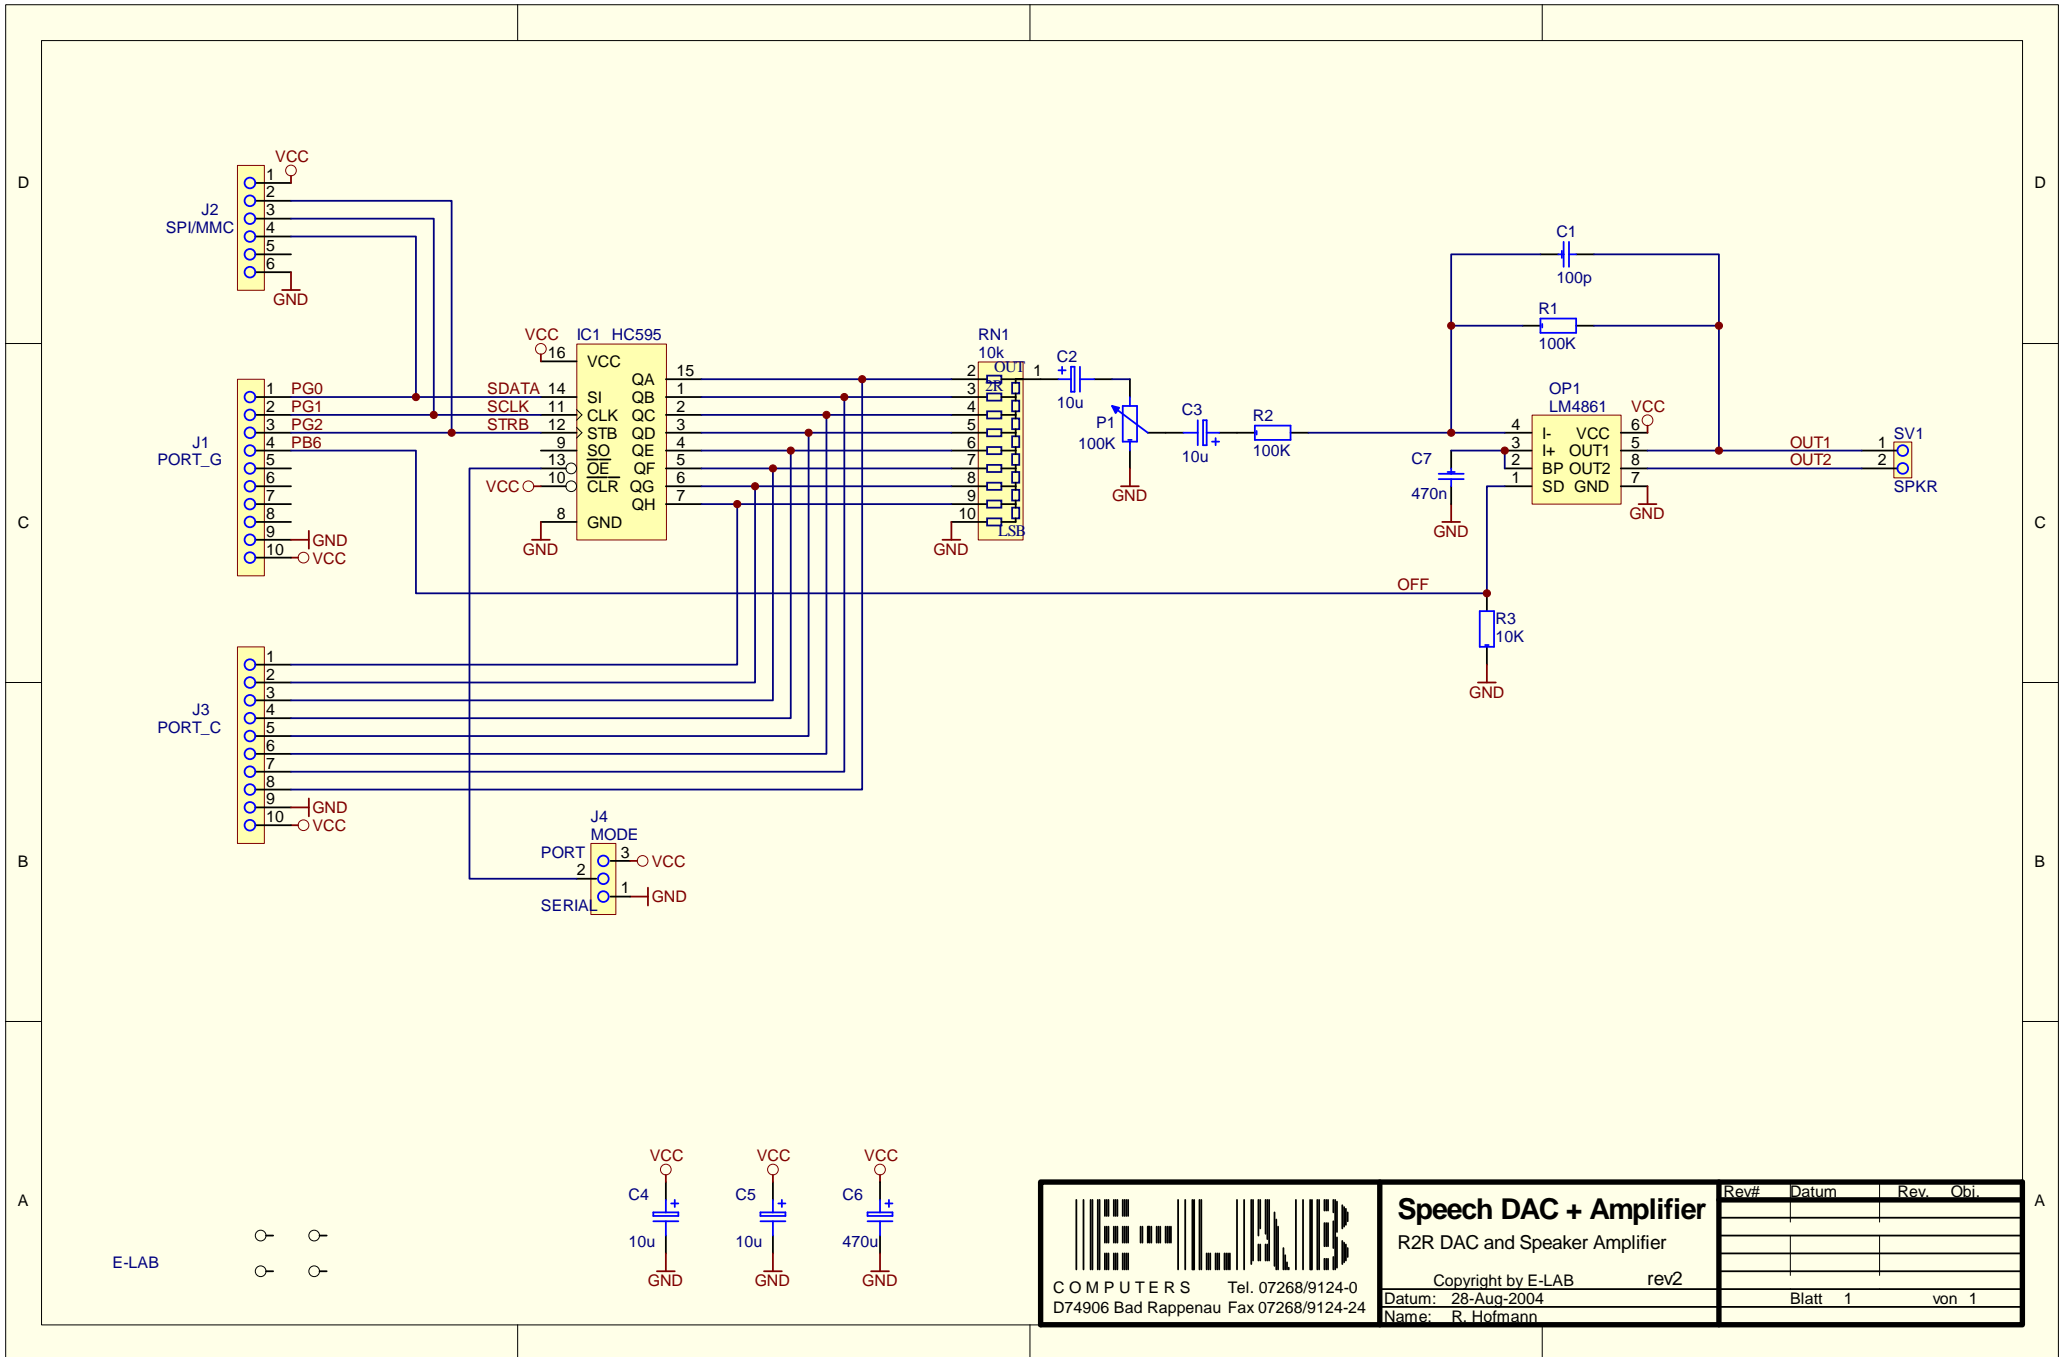 D
D
C
C
B
B
A
A
VCC
J2
SPI/MMC
1
2
3
4
5
6
GND
J1
PORT_G
1 PG0
2 PG1
3 PG2
4 PB6
5
6
7
8
9 GND
10 VCC
SDATA
SCLK
STRB
VCC
IC1 HC595
16 VCC
14 SI
11 CLK
12 STB
9 SO
13 OE
VCC 10 CLR
8 GND
GND
QA 15
QB 1
QC 2
QD 3
QE 4
QF 5
QG 6
QH 7
RN1
10k
OUT
2R
2
3
4
5
6
7
8
9
10
LSB
1
GND
C2
+
10u
P1
100K
GND
C3
+
10u
R2
100K
C1
100p
R1
100K
OP1
LM4861
VCC
4 I- VCC 6
3 I+ OUT1 5
2 BP OUT2 8
1 SD GND 7
GND
C7
470n
GND
OUT1
OUT2
1
2
SV1
SPKR
OFF
R3
10K
GND
J3
PORT_C
1
2
3
4
5
6
7
8
9 GND
10 VCC
J4
MODE
PORT
3 VCC
2
1 GND
SERIAL
VCC
C4
+
10u
GND
VCC
C5
+
10u
GND
VCC
C6
+
470u
GND
E-LAB
E-LAB
COMPUTERS Tel. 07268/9124-0
D74906 Bad Rappenau Fax 07268/9124-24
Speech DAC + Amplifier
R2R DAC and Speaker Amplifier
Copyright by E-LAB rev2
Datum: 28-Aug-2004
Name: R. Hofmann
Rev# Datum Rev. Obj.
Blatt 1 von 1